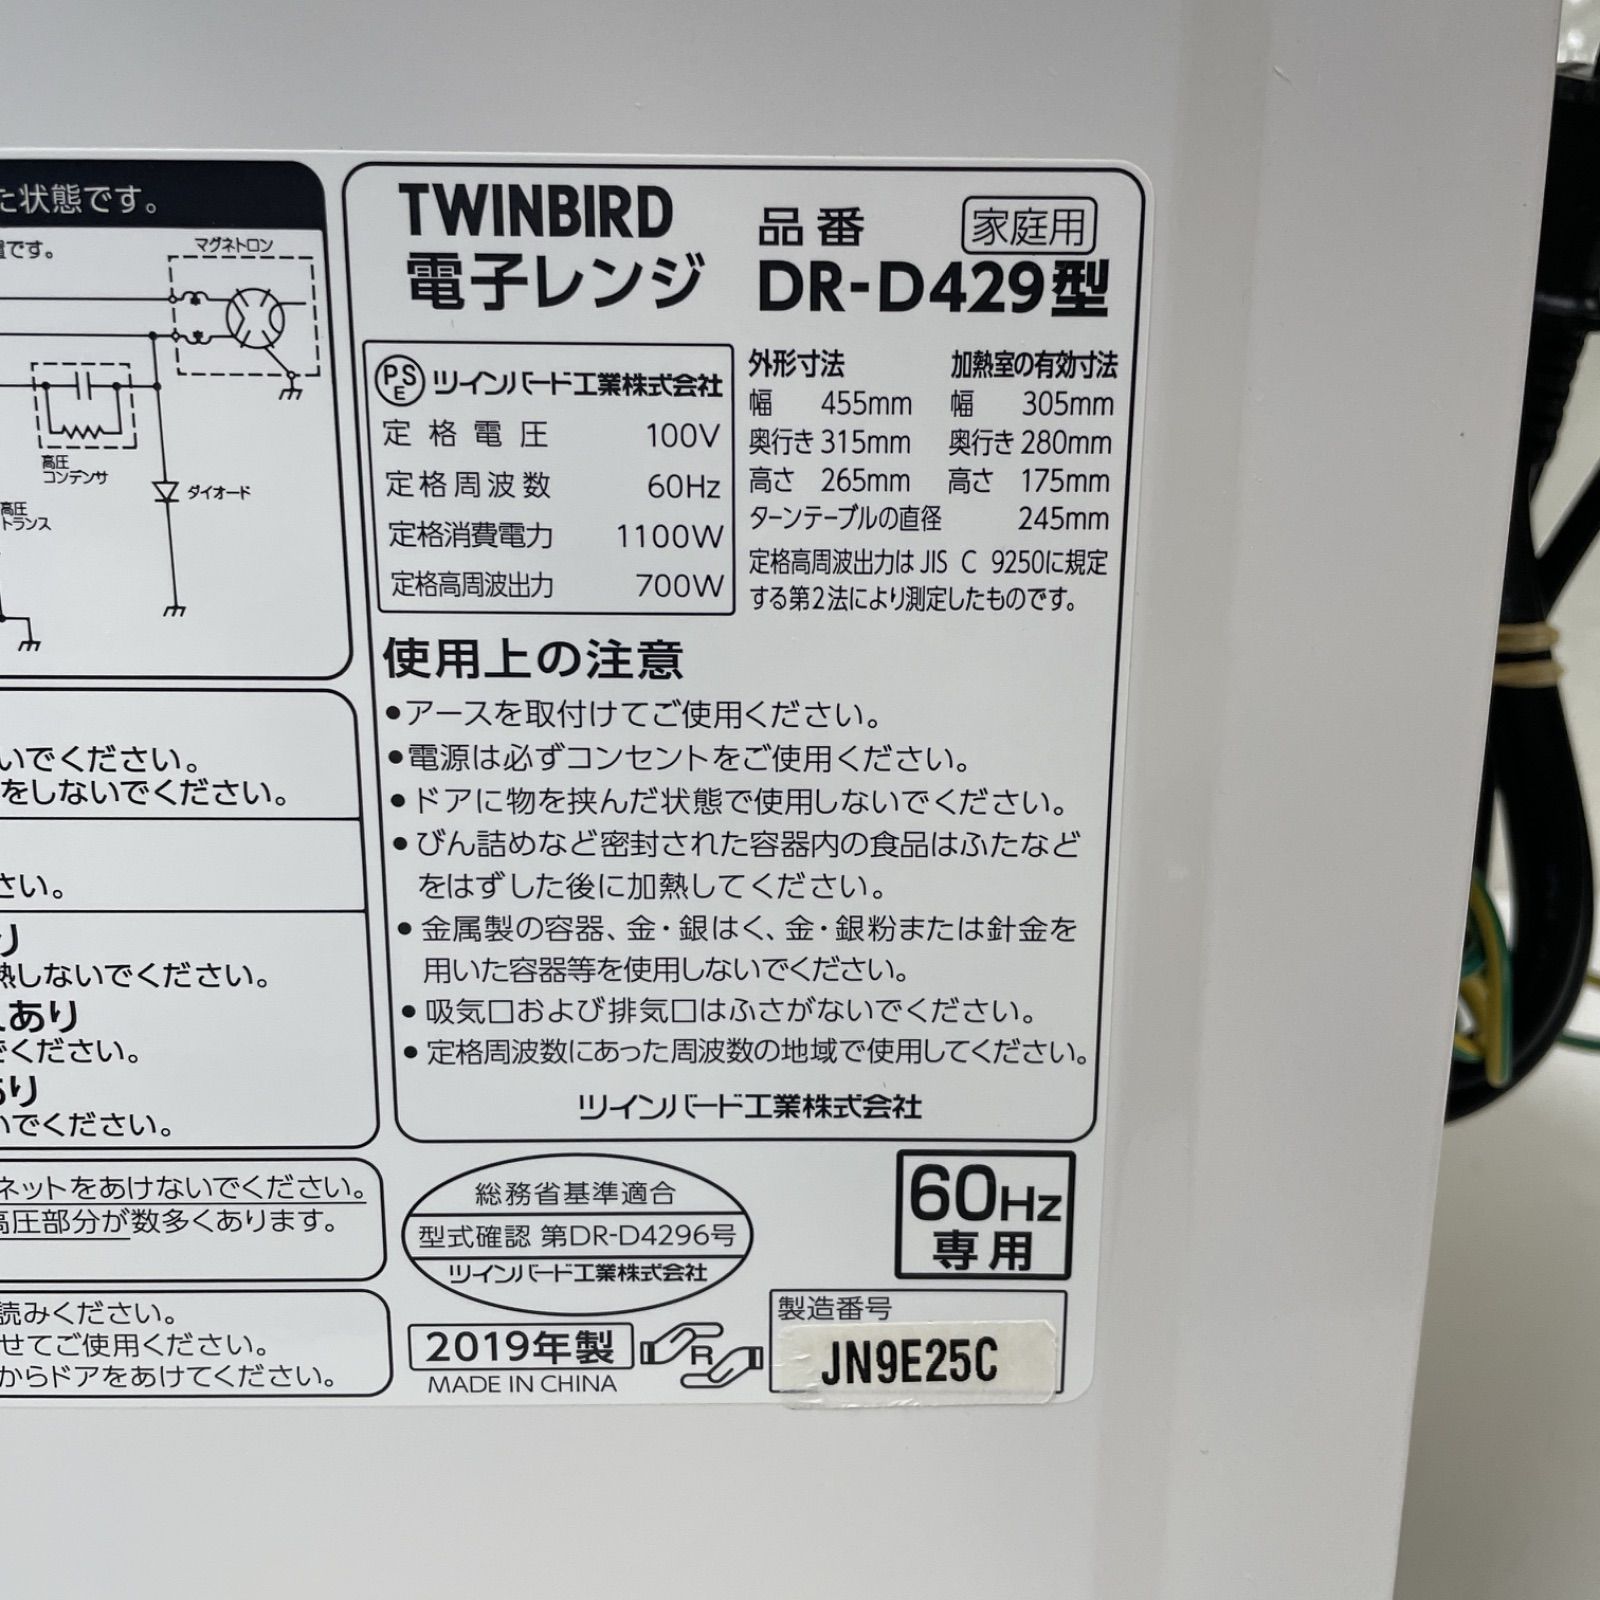 た状態です。
置です。
マグネトロン
高圧
コンデンサ
ダイオード
高圧
トランス
いでください。
をしないでください。
さい。
り
熱しないでください。
あり
でください。
あり
いでください。
ネットをあけないでください。
高圧部分が数多くあります。
読みください。
せてご使用ください。
からドアをあけてください。
TWINBIRD
電子レンジ
品番
家庭用
DR-D429型
PSE ツインバード工業株式会社
定格電圧 100V
定格周波数 60Hz
定格消費電力 1100W
定格高周波出力 700W
外形寸法 加熱室の有効寸法
幅 455mm 幅 305mm
奥行き 315mm 奥行き 280mm
高さ 265mm 高さ 175mm
ターンテーブルの直径 245mm
定格高周波出力は JIS C 9250に規定
する第2法により測定したものです。
使用上の注意
●アースを取付けてご使用ください。
●電源は必ずコンセントをご使用ください。
●ドアに物を挟んだ状態で使用しないでください。
●びん詰めなど密封された容器内の食品はふたなど
をはずした後に加熱してください。
●金属製の容器、金・銀はく、金・銀粉または針金を
用いた容器等を使用しないでください。
●吸気口および排気口はふさがないでください。
●定格周波数にあった周波数の地域で使用してください。
ツインバード工業株式会社
総務省基準適合
型式確認 第DR-D4296号
ツインバード工業株式会社
60Hz
専用
2019年製
MADE IN CHINA
R
製造番号
JN9E25C